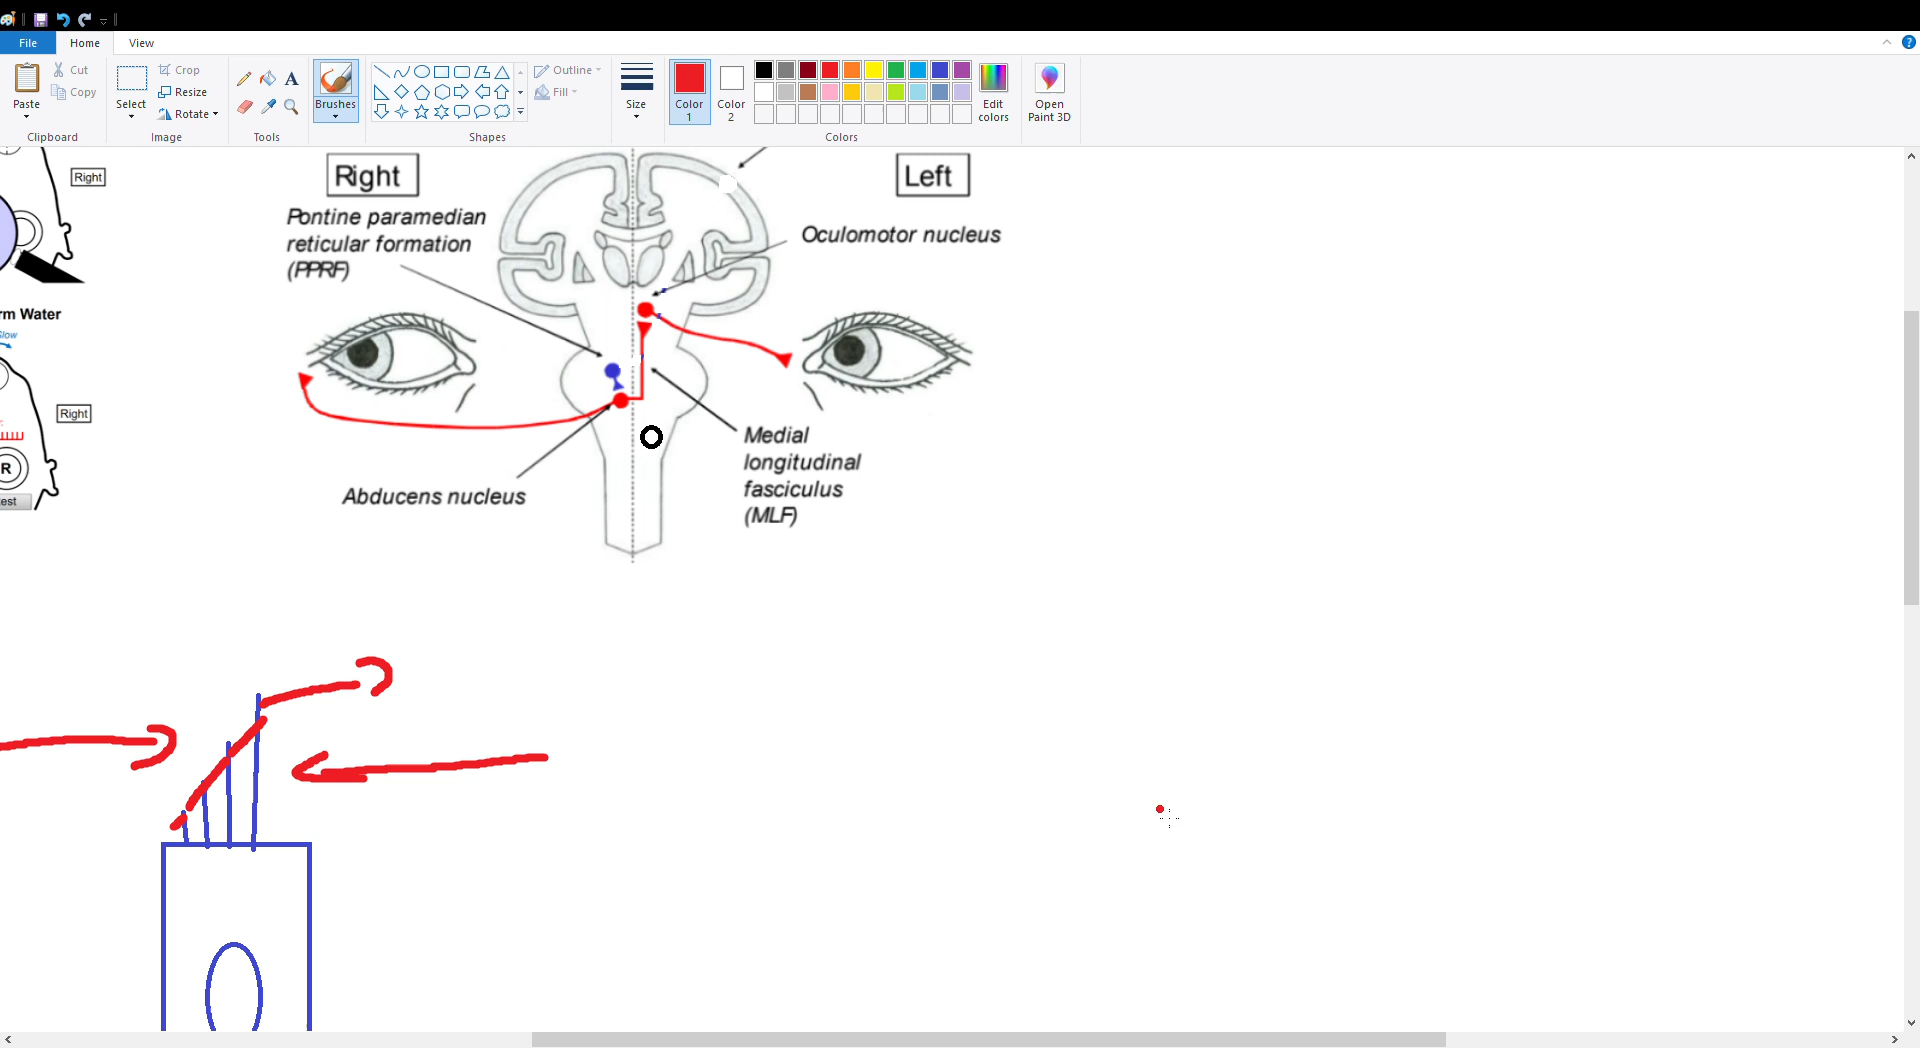 File
Home
View
Paste
Cut
Copy
Clipboard
Select
Crop
Resize
Rotate
Image
A
Tools
Brushes
Shapes
Outline
Fill
Size
Color
1
Color
2
Colors
Edit
colors
Open
Paint 3D
?
Right
rm Water
Right
R
est
Right
Left
Pontine paramedian
reticular formation
(PPRF)
Oculomotor nucleus
Abducens nucleus
Medial
longitudinal
fasciculus
(MLF)